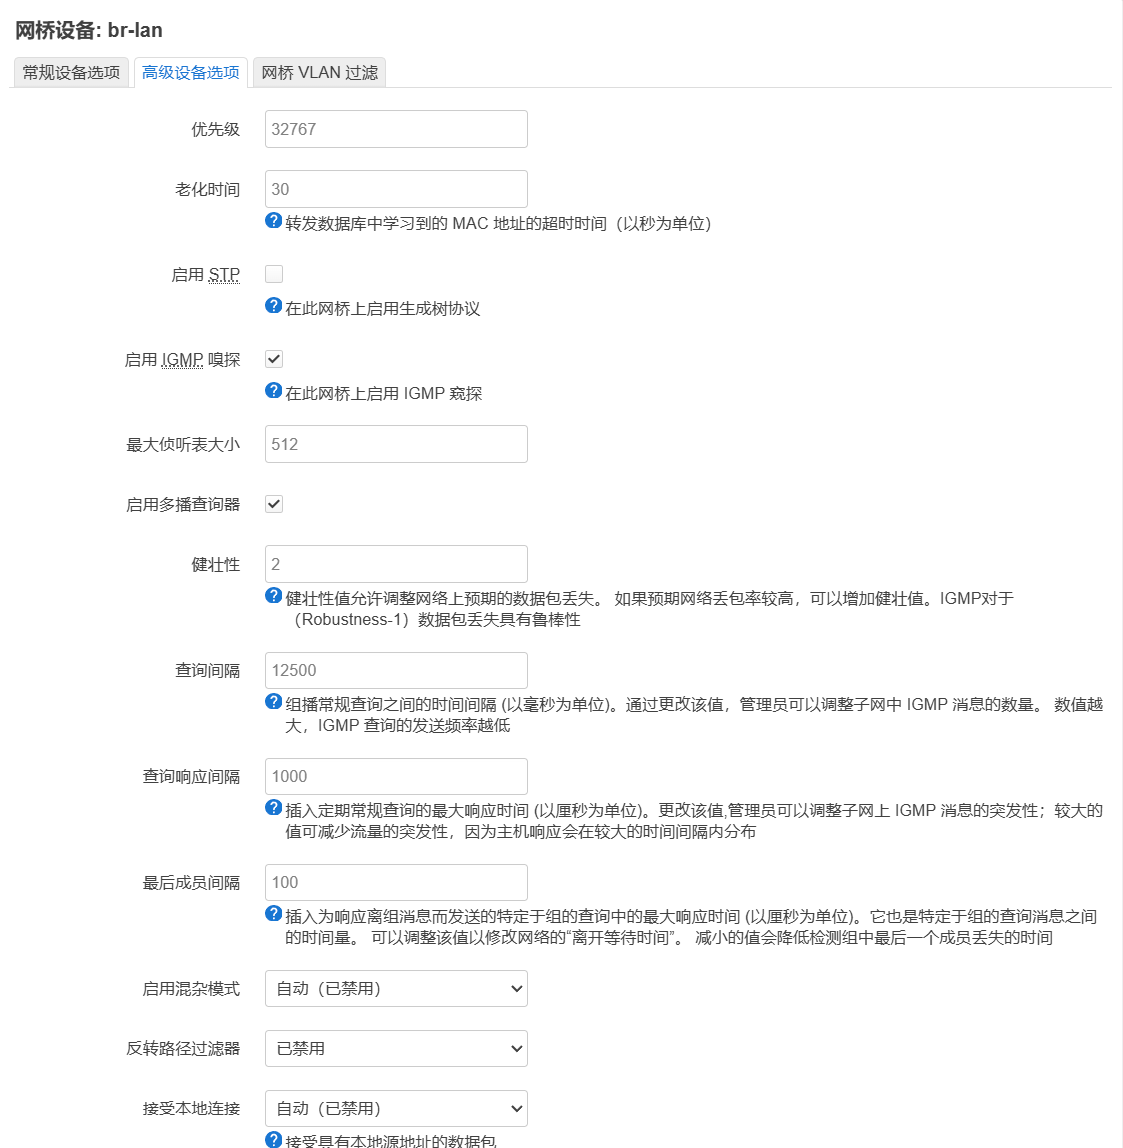 网桥设备: br-lan
常规设备选项 高级设备选项 网桥 VLAN 过滤
优先级 32767
老化时间 30
转发数据库中学习到的 MAC 地址的超时时间（以秒为单位）
启用 STP
在此网桥上启用生成树协议
启用 IGMP 嗅探
在此网桥上启用 IGMP 窥探
最大侦听表大小 512
启用多播查询器
健壮性 2
健壮性值允许调整网络上预期的数据包丢失。 如果预期网络丢包率较高，可以增加健壮值。IGMP对于
（Robustness-1）数据包丢失具有鲁棒性
查询间隔 12500
组播常规查询之间的时间间隔 (以毫秒为单位)。通过更改该值，管理员可以调整子网中 IGMP 消息的数量。 数值越
大，IGMP 查询的发送频率越低
查询响应间隔 1000
插入定期常规查询的最大响应时间 (以厘秒为单位)。更改该值,管理员可以调整子网上 IGMP 消息的突发性；较大的
值可减少流量的突发性，因为主机响应会在较大的时间间隔内分布
最后成员间隔 100
插入为响应离组消息而发送的特定于组的查询中的最大响应时间 (以厘秒为单位)。它也是特定于组的查询消息之间
的时间量。 可以调整该值以修改网络的“离开等待时间”。 减小的值会降低检测组中最后一个成员丢失的时间
启用混杂模式 自动（已禁用）
反转路径过滤器 已禁用
接受本地连接 自动（已禁用）
接受具有本地源地址的数据包